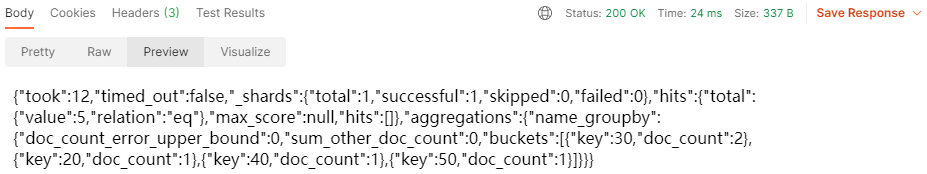 Body Cookies Headers (3) Test Results Status: 200 OK Time: 24 ms Size: 337 B Save Response
Pretty Raw Preview Visualize
{"took":12,"timed_out":false,"_shards":{"total":1,"successful":1,"skipped":0,"failed":0},"hits":{"total":
{"value":5,"relation":"eq"},"max_score":null,"hits":[]},"aggregations":{"name_groupby":
{"doc_count_error_upper_bound":0,"sum_other_doc_count":0,"buckets":[{"key":30,"doc_count":2},
{"key":20,"doc_count":1},{"key":40,"doc_count":1},{"key":50,"doc_count":1}]}}}